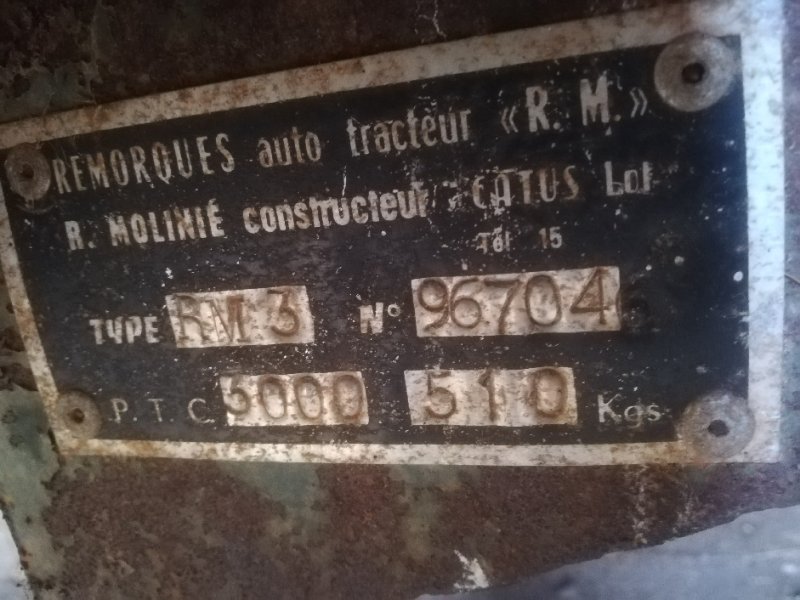 REMORQUES auto tracteur « R. M. »
R. MOLINIÉ constructeur CATUS Lot
Tél 15
TYPE RM 3 N° 96704
P. T. C. 5000 510 Kgs